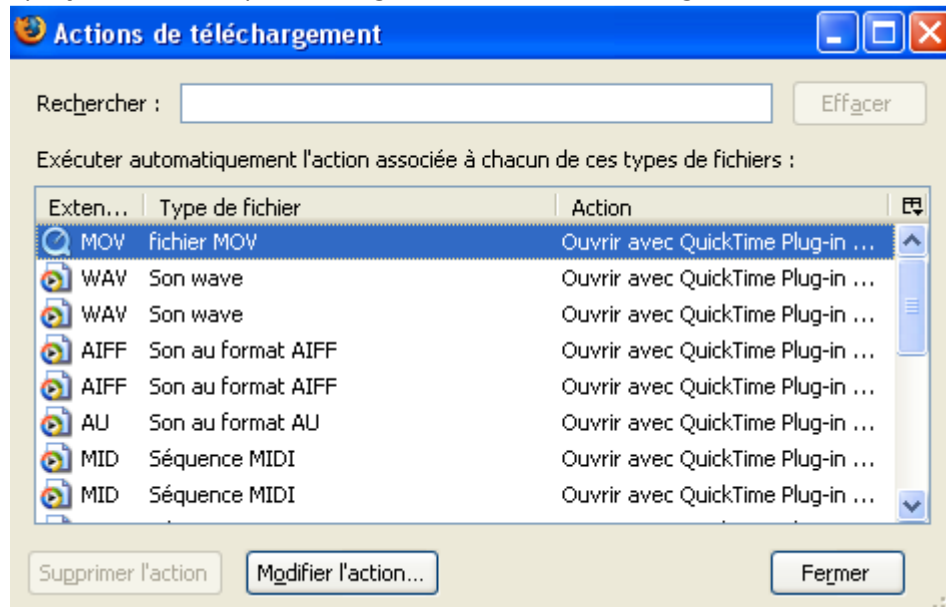 Actions de téléchargement
Rechercher : Effacer
Exécuter automatiquement l'action associée à chacun de ces types de fichiers :
Exten... Type de fichier Action
MOV fichier MOV Ouvrir avec QuickTime Plug-in ...
WAV Son wave Ouvrir avec QuickTime Plug-in ...
WAV Son wave Ouvrir avec QuickTime Plug-in ...
AIFF Son au format AIFF Ouvrir avec QuickTime Plug-in ...
AIFF Son au format AIFF Ouvrir avec QuickTime Plug-in ...
AU Son au format AU Ouvrir avec QuickTime Plug-in ...
MID Séquence MIDI Ouvrir avec QuickTime Plug-in ...
MID Séquence MIDI Ouvrir avec QuickTime Plug-in ...
Supprimer l'action Modifier l'action... Fermer